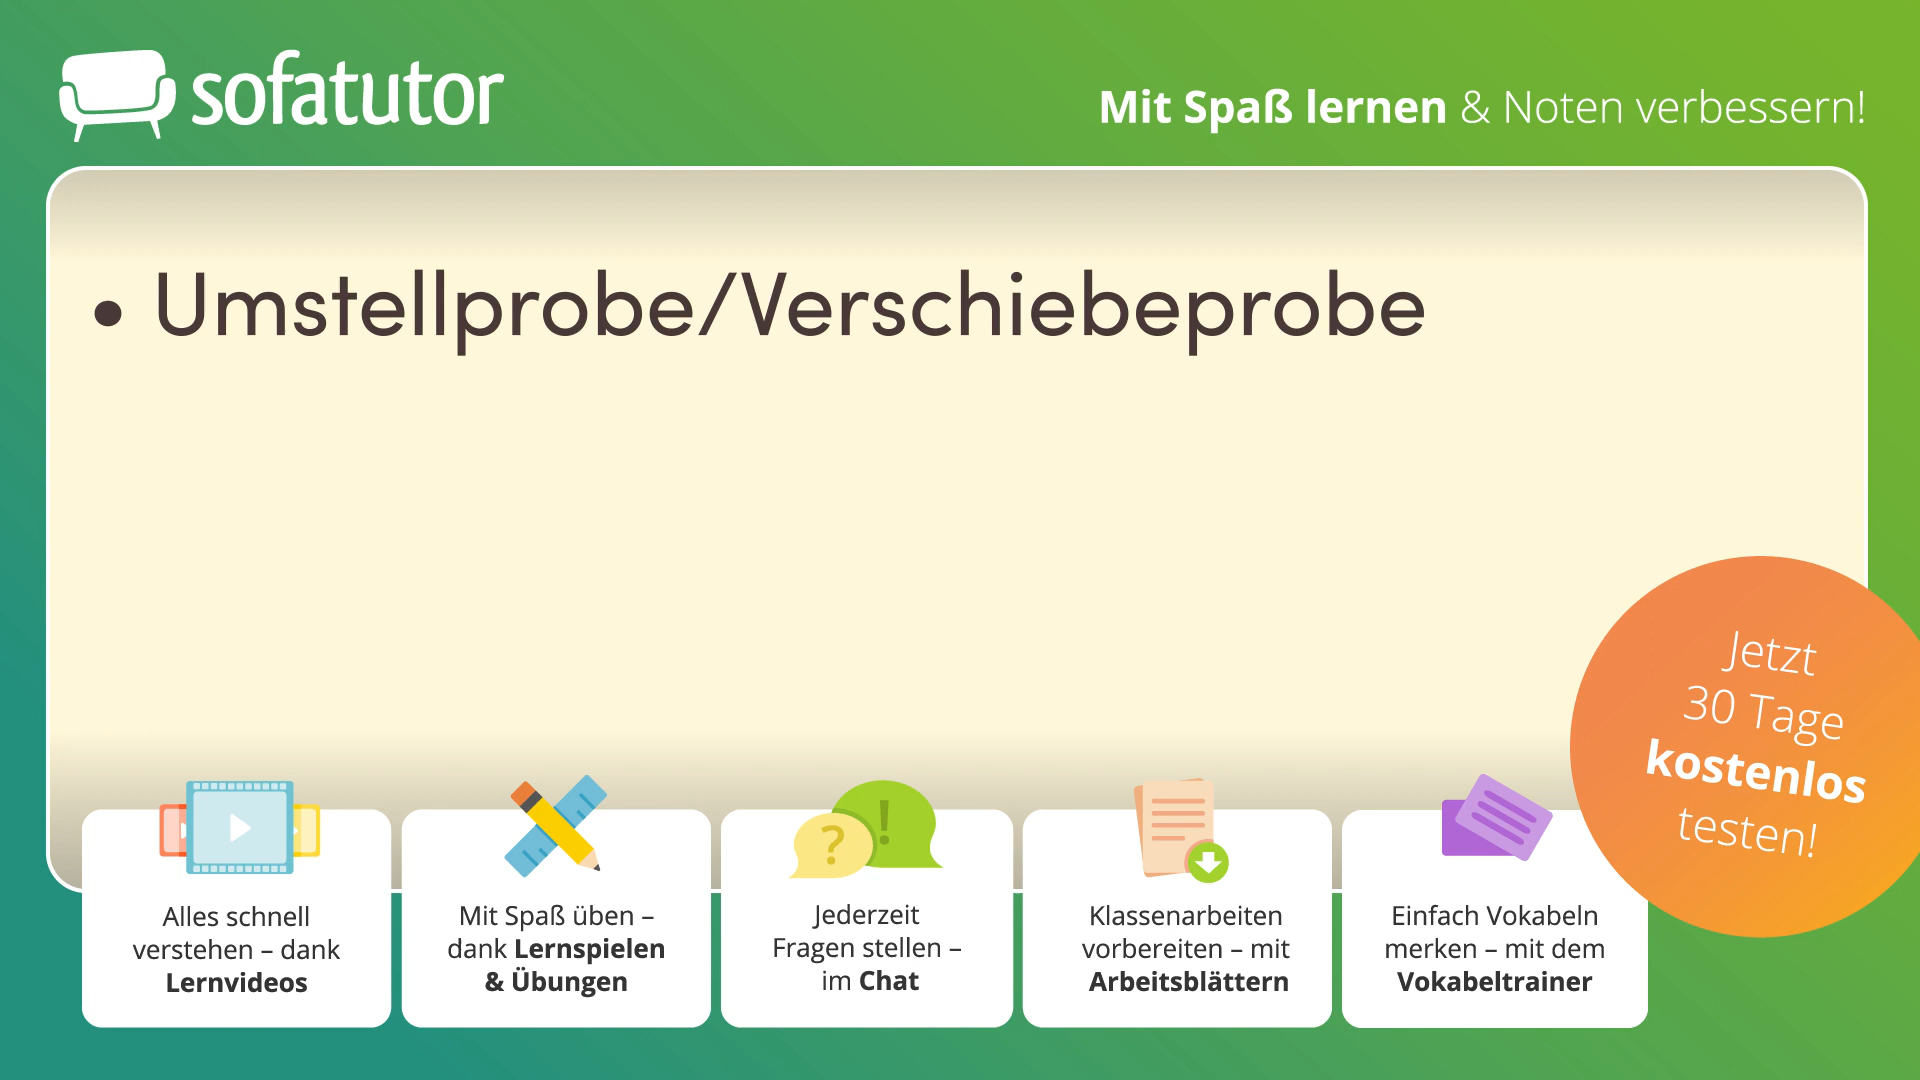 sofatutor
Mit Spaß lernen & Noten verbessern!
• Umstellprobe/Verschiebeprobe
Jetzt
30 Tage
kostenlos
testen!
? !
Alles schnell
verstehen – dank
Lernvideos
Mit Spaß üben –
dank Lernspielen
& Übungen
Jederzeit
Fragen stellen –
im Chat
Klassenarbeiten
vorbereiten – mit
Arbeitsblättern
Einfach Vokabeln
merken – mit dem
Vokabeltrainer